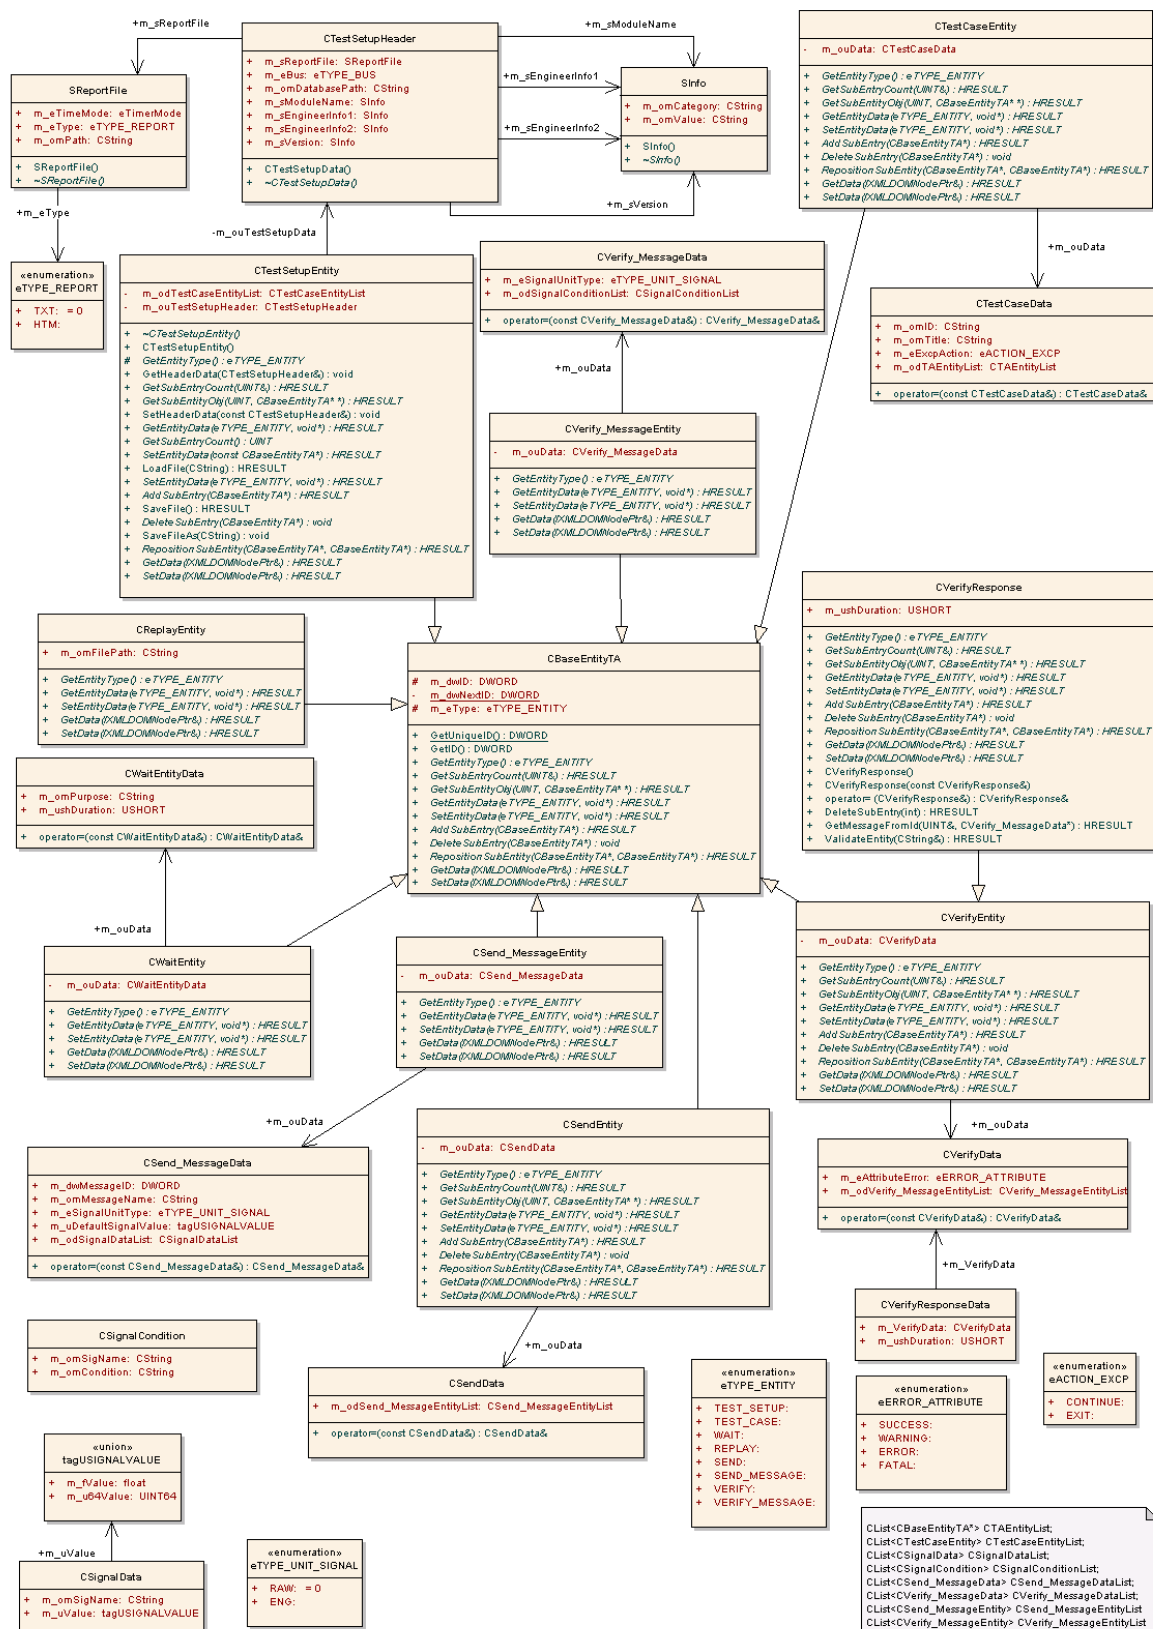 +m_sReportFile
CTestSetupHeader
+ m_sReportFile: SReportFile
+ m_eBus: eTYPE_BUS
+ m_omDatabasePath: CString
+ m_sModuleName: SInfo
+ m_sEngineerInfo1: SInfo
+ m_sEngineerInfo2: SInfo
+ m_sVersion: SInfo
+ CTestSetupData()
+ ~CTestSetupData()
+m_sModuleName
+m_sEngineerInfo1
+m_sEngineerInfo2
+m_sVersion
SInfo
+ m_omCategory: CString
+ m_omValue: CString
+ SInfo()
+ ~SInfo()
CTestCaseEntity
- m_ouData: CTestCaseData
+ GetEntityType() : eTYPE_ENTITY
+ GetSubEntryCount(UINT&) : HRESULT
+ GetSubEntityObj(UINT, CBaseEntityTA**) : HRESULT
+ GetEntityData(eTYPE_ENTITY, void*) : HRESULT
+ SetEntityData(eTYPE_ENTITY, void*) : HRESULT
+ AddSubEntry(CBaseEntityTA*) : HRESULT
+ DeleteSubEntry(CBaseEntityTA*) : void
+ RepositionSubEntity(CBaseEntityTA*, CBaseEntityTA*) : HRESULT
+ GetData(IXMLDOMNodePtr&) : HRESULT
+ SetData(IXMLDOMNodePtr&) : HRESULT
SReportFile
+ m_eTimeMode: eTimerMode
+ m_eType: eTYPE_REPORT
+ m_omPath: CString
+ SReportFile()
+ ~SReportFile()
+m_eType
-m_ouTestSetupData
+m_ouData
«enumeration»
eTYPE_REPORT
+ TXT: = 0
+ HTM:
CTestSetupEntity
- m_odTestCaseEntityList: CTestCaseEntityList
- m_ouTestSetupHeader: CTestSetupHeader
+ ~CTestSetupEntity()
+ CTestSetupEntity()
# GetEntityType() : eTYPE_ENTITY
+ GetHeaderData(CTestSetupHeader&) : void
+ GetSubEntryCount(UINT&) : HRESULT
+ GetSubEntityObj(UINT, CBaseEntityTA**) : HRESULT
+ SetHeaderData(const CTestSetupHeader&) : void
+ GetEntityData(eTYPE_ENTITY, void*) : HRESULT
+ GetSubEntryCount() : UINT
+ SetEntityData(const CBaseEntityTA*) : HRESULT
+ LoadFile(CString) : HRESULT
+ SetEntityData(eTYPE_ENTITY, void*) : HRESULT
+ AddSubEntry(CBaseEntityTA*) : HRESULT
+ SaveFile() : HRESULT
+ DeleteSubEntry(CBaseEntityTA*) : void
+ SaveFileAs(CString) : void
+ RepositionSubEntity(CBaseEntityTA*, CBaseEntityTA*) : HRESULT
+ GetData(IXMLDOMNodePtr&) : HRESULT
+ SetData(IXMLDOMNodePtr&) : HRESULT
CVerify_MessageData
+ m_eSignalUnitType: eTYPE_UNIT_SIGNAL
+ m_odSignalConditionList: CSignalConditionList
+ operator=(const CVerify_MessageData&) : CVerify_MessageData&
+m_ouData
CTestCaseData
+ m_omID: CString
+ m_omTitle: CString
+ m_eExcpAction: eACTION_EXCP
+ m_odTAEntityList: CTAEntityList
+ operator=(const CTestCaseData&) : CTestCaseData&
CVerify_MessageEntity
- m_ouData: CVerify_MessageData
+ GetEntityType() : eTYPE_ENTITY
+ GetEntityData(eTYPE_ENTITY, void*) : HRESULT
+ SetEntityData(eTYPE_ENTITY, void*) : HRESULT
+ GetData(IXMLDOMNodePtr&) : HRESULT
+ SetData(IXMLDOMNodePtr&) : HRESULT
CVerifyResponse
+ m_ushDuration: USHORT
+ GetEntityType() : eTYPE_ENTITY
+ GetSubEntryCount(UINT&) : HRESULT
+ GetSubEntityObj(UINT, CBaseEntityTA**) : HRESULT
+ GetEntityData(eTYPE_ENTITY, void*) : HRESULT
+ SetEntityData(eTYPE_ENTITY, void*) : HRESULT
+ AddSubEntry(CBaseEntityTA*) : HRESULT
+ DeleteSubEntry(CBaseEntityTA*) : void
+ RepositionSubEntity(CBaseEntityTA*, CBaseEntityTA*) : HRESULT
+ GetData(IXMLDOMNodePtr&) : HRESULT
+ SetData(IXMLDOMNodePtr&) : HRESULT
+ CVerifyResponse()
+ CVerifyResponse(const CVerifyResponse&)
+ operator= (CVerifyResponse&) : CVerifyResponse&
+ DeleteSubEntry(int) : HRESULT
+ GetMessageFromId(UINT&, CVerify_MessageData*) : HRESULT
+ ValidateEntity(CString&) : HRESULT
CReplayEntity
+ m_omFilePath: CString
+ GetEntityType() : eTYPE_ENTITY
+ GetEntityData(eTYPE_ENTITY, void*) : HRESULT
+ SetEntityData(eTYPE_ENTITY, void*) : HRESULT
+ GetData(IXMLDOMNodePtr&) : HRESULT
+ SetData(IXMLDOMNodePtr&) : HRESULT
CBaseEntityTA
# m_dwID: DWORD
- m_dwNextID: DWORD
# m_eType: eTYPE_ENTITY
+ GetUniqueID() : DWORD
+ GetID() : DWORD
+ GetEntityType() : eTYPE_ENTITY
+ GetSubEntryCount(UINT&) : HRESULT
+ GetSubEntityObj(UINT, CBaseEntityTA**) : HRESULT
+ GetEntityData(eTYPE_ENTITY, void*) : HRESULT
+ SetEntityData(eTYPE_ENTITY, void*) : HRESULT
+ AddSubEntry(CBaseEntityTA*) : HRESULT
+ DeleteSubEntry(CBaseEntityTA*) : void
+ RepositionSubEntity(CBaseEntityTA*, CBaseEntityTA*) : HRESULT
+ GetData(IXMLDOMNodePtr&) : HRESULT
+ SetData(IXMLDOMNodePtr&) : HRESULT
CWaitEntityData
+ m_omPurpose: CString
+ m_ushDuration: USHORT
+ operator=(const CWaitEntityData&) : CWaitEntityData&
+m_ouData
CWaitEntity
- m_ouData: CWaitEntityData
+ GetEntityType() : eTYPE_ENTITY
+ GetEntityData(eTYPE_ENTITY, void*) : HRESULT
+ SetEntityData(eTYPE_ENTITY, void*) : HRESULT
+ GetData(IXMLDOMNodePtr&) : HRESULT
+ SetData(IXMLDOMNodePtr&) : HRESULT
CSend_MessageEntity
- m_ouData: CSend_MessageData
+ GetEntityType() : eTYPE_ENTITY
+ GetEntityData(eTYPE_ENTITY, void*) : HRESULT
+ SetEntityData(eTYPE_ENTITY, void*) : HRESULT
+ GetData(IXMLDOMNodePtr&) : HRESULT
+ SetData(IXMLDOMNodePtr&) : HRESULT
CVerifyEntity
- m_ouData: CVerifyData
+ GetEntityType() : eTYPE_ENTITY
+ GetSubEntryCount(UINT&) : HRESULT
+ GetSubEntityObj(UINT, CBaseEntityTA**) : HRESULT
+ GetEntityData(eTYPE_ENTITY, void*) : HRESULT
+ SetEntityData(eTYPE_ENTITY, void*) : HRESULT
+ AddSubEntry(CBaseEntityTA*) : HRESULT
+ DeleteSubEntry(CBaseEntityTA*) : void
RepositionSubEntity(CBaseEntityTA*, CBaseEntityTA*) : HRESULT
+ GetData(IXMLDOMNodePtr&) : HRESULT
+ SetData(IXMLDOMNodePtr&) : HRESULT
+m_ouData
+m_ouData
CSend_MessageData
+ m_dwMessageID: DWORD
+ m_omMessageName: CString
+ m_eSignalUnitType: eTYPE_UNIT_SIGNAL
+ m_uDefaultSignalValue: tagUSIGNALVALUE
+ m_odSignalDataList: CSignalDataList
+ operator=(const CSend_MessageData&) : CSend_MessageData&
CSendEntity
- m_ouData: CSendData
+ GetEntityType() : eTYPE_ENTITY
+ GetSubEntryCount(UINT&) : HRESULT
+ GetSubEntityObj(UINT, CBaseEntityTA**) : HRESULT
+ GetEntityData(eTYPE_ENTITY, void*) : HRESULT
+ SetEntityData(eTYPE_ENTITY, void*) : HRESULT
+ AddSubEntry(CBaseEntityTA*) : HRESULT
+ DeleteSubEntry(CBaseEntityTA*) : void
+ RepositionSubEntity(CBaseEntityTA*, CBaseEntityTA*) : HRESULT
+ GetData(IXMLDOMNodePtr&) : HRESULT
+ SetData(IXMLDOMNodePtr&) : HRESULT
CVerifyData
+ m_eAttributeError: eERROR_ATTRIBUTE
+ m_odVerify_MessageEntityList: CVerify_MessageEntityList
+ operator=(const CVerifyData&) : CVerifyData&
+m_VerifyData
CVerifyResponseData
+ m_VerifyData: CVerifyData
+ m_ushDuration: USHORT
CSignalCondition
+ m_omSigName: CString
+ m_omCondition: CString
+m_ouData
CSendData
+ m_odSend_MessageEntityList: CSend_MessageEntityList
+ operator=(const CSendData&) : CSendData&
«enumeration»
eTYPE_ENTITY
+ TEST_SETUP:
+ TEST_CASE:
+ WAIT:
+ REPLAY:
+ SEND:
+ SEND_MESSAGE:
+ VERIFY:
+ VERIFY_MESSAGE:
«enumeration»
eERROR_ATTRIBUTE
+ SUCCESS:
+ WARNING:
+ ERROR:
+ FATAL:
«enumeration»
eACTION_EXCP
+ CONTINUE:
+ EXIT:
«union»
tagUSIGNALVALUE
+ m_fValue: float
+ m_u64Value: UINT64
+m_uValue
CSignalData
+ m_omSigName: CString
+ m_uValue: tagUSIGNALVALUE
«enumeration»
eTYPE_UNIT_SIGNAL
+ RAW: = 0
+ ENG:
CList<CBaseEntityTA*> CTAEntityList;
CList<CTestCaseEntity> CTestCaseEntityList;
CList<CSignalData> CSignalDataList;
CList<CSignalCondition> CSignalConditionList;
CList<CSend_MessageData> CSend_MessageDataList;
CList<CVerify_MessageData> CVerify_MessageDataList;
CList<CSend_MessageEntity> CSend_MessageEntityList
CList<CVerify_MessageEntity> CVerify_MessageEntityList